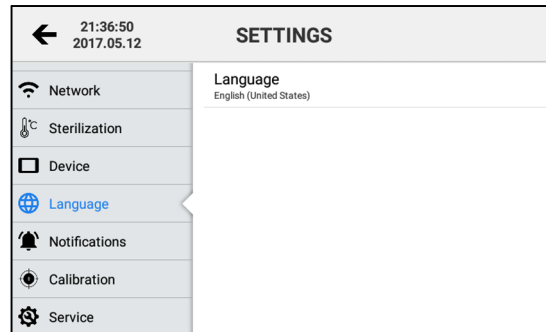 21:36:50
2017.05.12
SETTINGS
Network
°C Sterilization
Device
Language
Notifications
Calibration
Service
Language
English (United States)